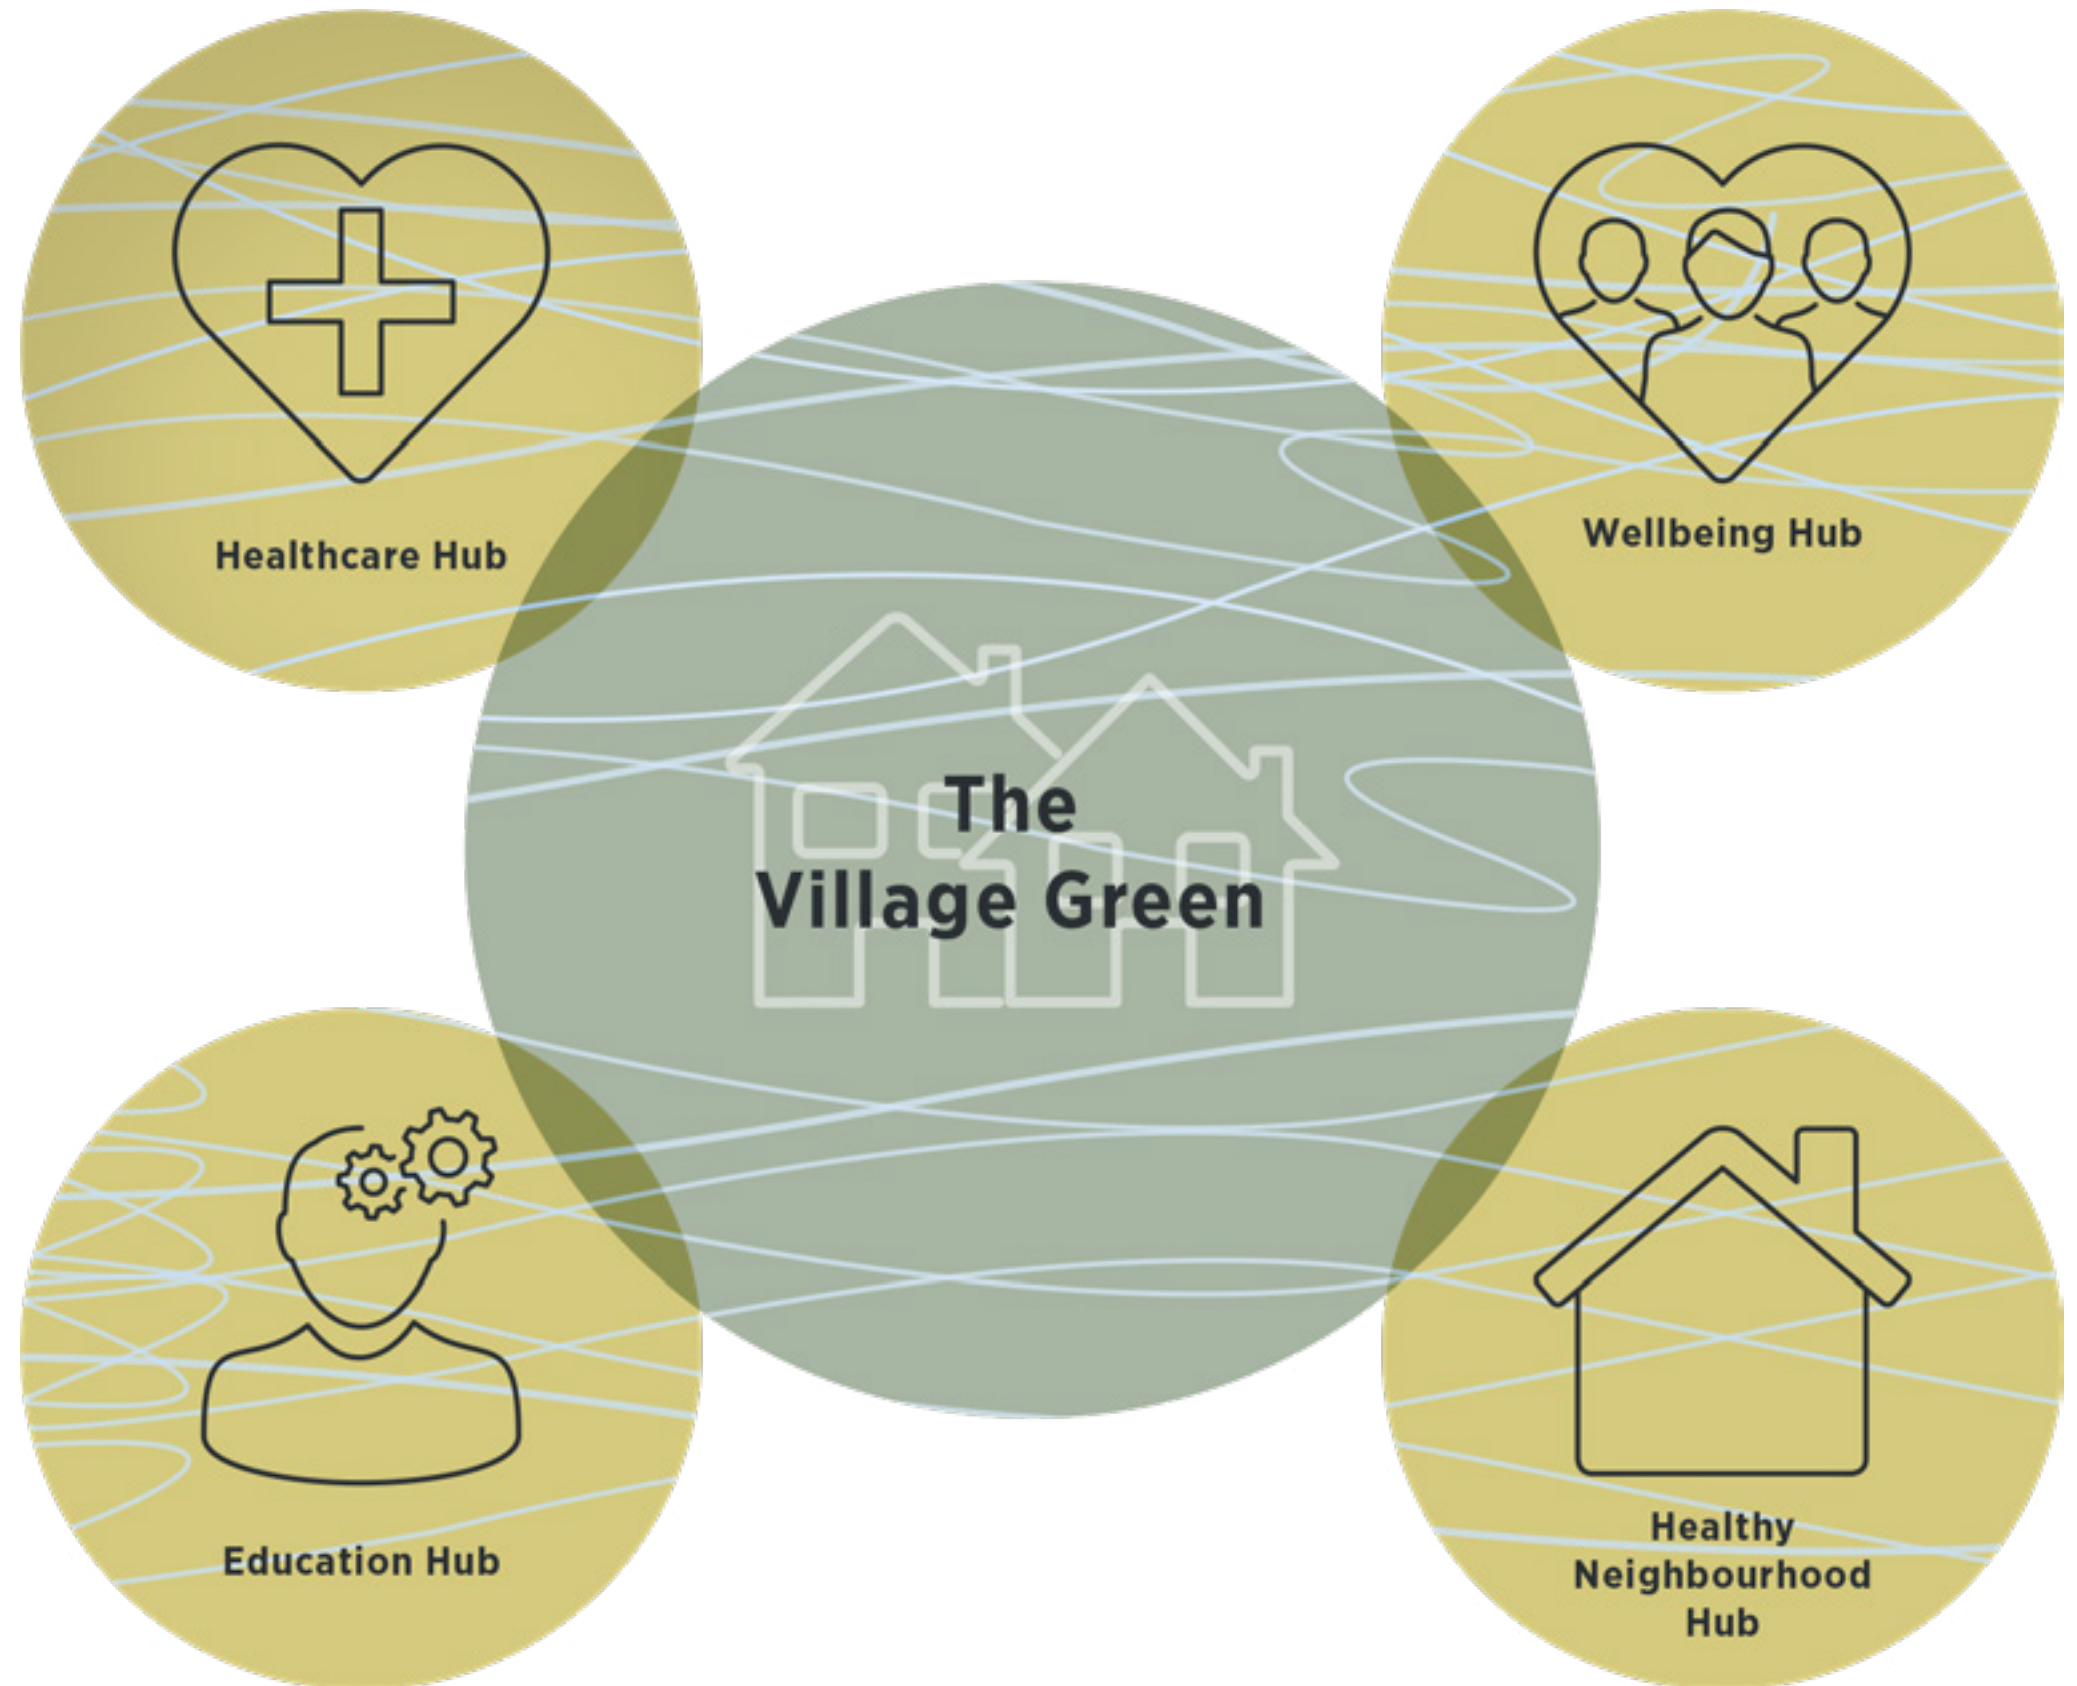 Healthcare Hub
Wellbeing Hub
The
Village Green
Education Hub
Healthy
Neighbourhood
Hub